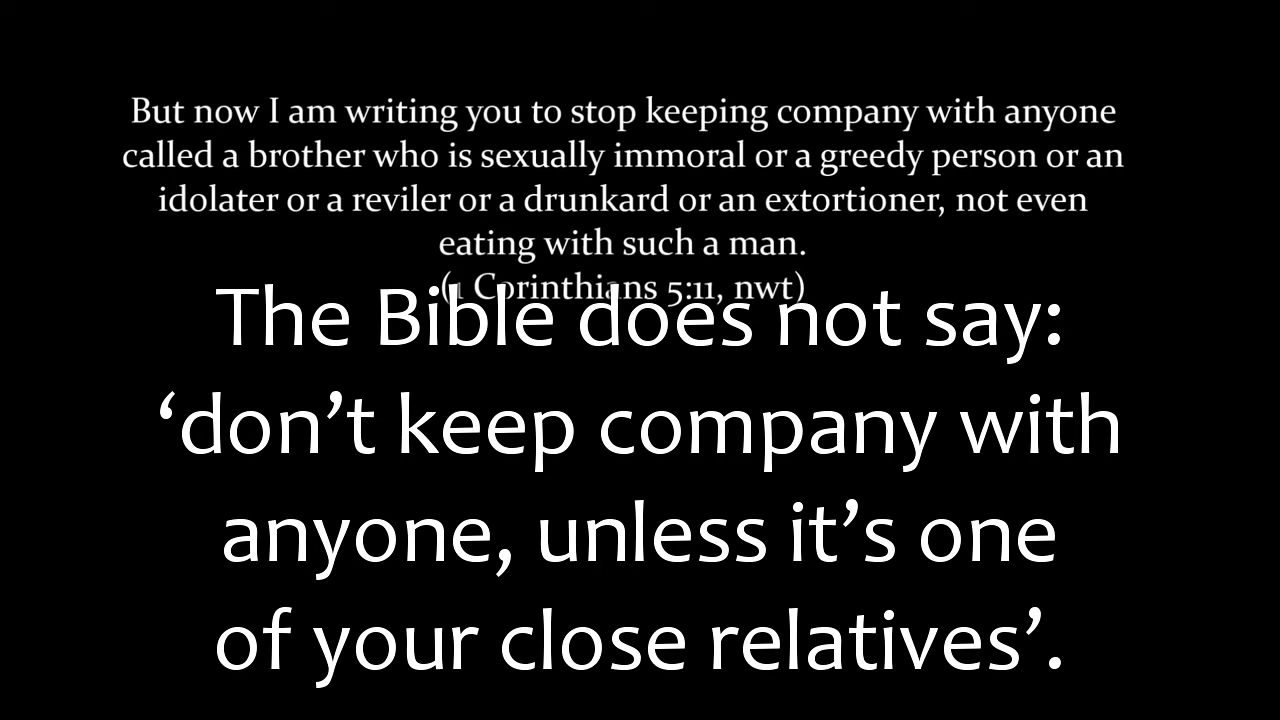 But now I am writing you to stop keeping company with anyone
called a brother who is sexually immoral or a greedy person or an
idolater or a reviler or a drunkard or an extortioner, not even
eating with such a man.
(1 Corinthians 5:11, nwt)
The Bible does not say:
‘don’t keep company with
anyone, unless it’s one
of your close relatives’.